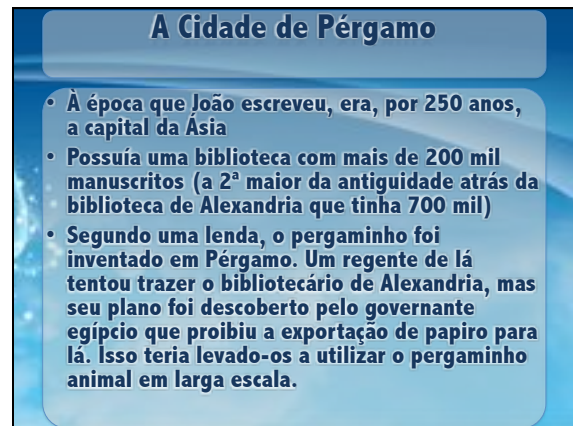 A Cidade de Pérgamo
• À época que João escreveu, era, por 250 anos,
a capital da Ásia
• Possuía uma biblioteca com mais de 200 mil
manuscritos (a 2ª maior da antiguidade atrás da
biblioteca de Alexandria que tinha 700 mil)
• Segundo uma lenda, o pergaminho foi
inventado em Pérgamo. Um regente de lá
tentou trazer o bibliotecário de Alexandria, mas
seu plano foi descoberto pelo governante
egípcio que proibiu a exportação de papiro para
lá. Isso teria levado-os a utilizar o pergaminho
animal em larga escala.